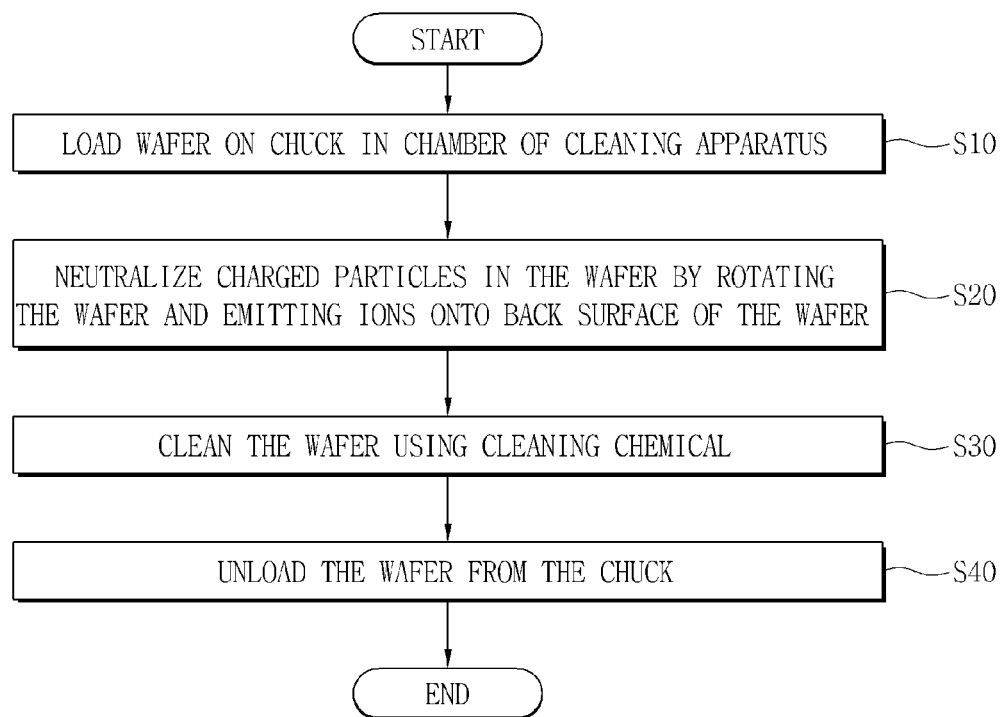 START
LOAD WAFER ON CHUCK IN CHAMBER OF CLEANING APPARATUS
S10
NEUTRALIZE CHARGED PARTICLES IN THE WAFER BY ROTATING
THE WAFER AND EMITTING IONS ONTO BACK SURFACE OF THE WAFER
S20
CLEAN THE WAFER USING CLEANING CHEMICAL
S30
UNLOAD THE WAFER FROM THE CHUCK
S40
END